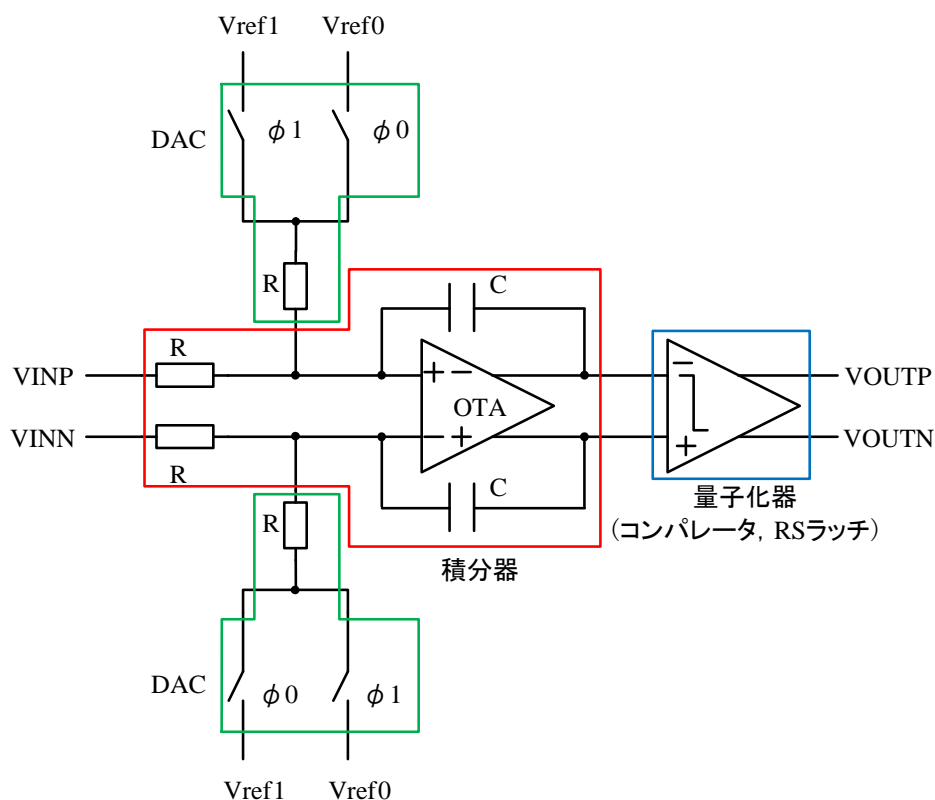 Vref1 Vref0
DAC φ1 φ0
R
C
R
VINP
+ −
OTA
− +
VINN
R
C
−
+
VOUTP
VOUTN
量子化器
(コンパレータ, RSラッチ)
R
積分器
DAC φ0 φ1
Vref1 Vref0